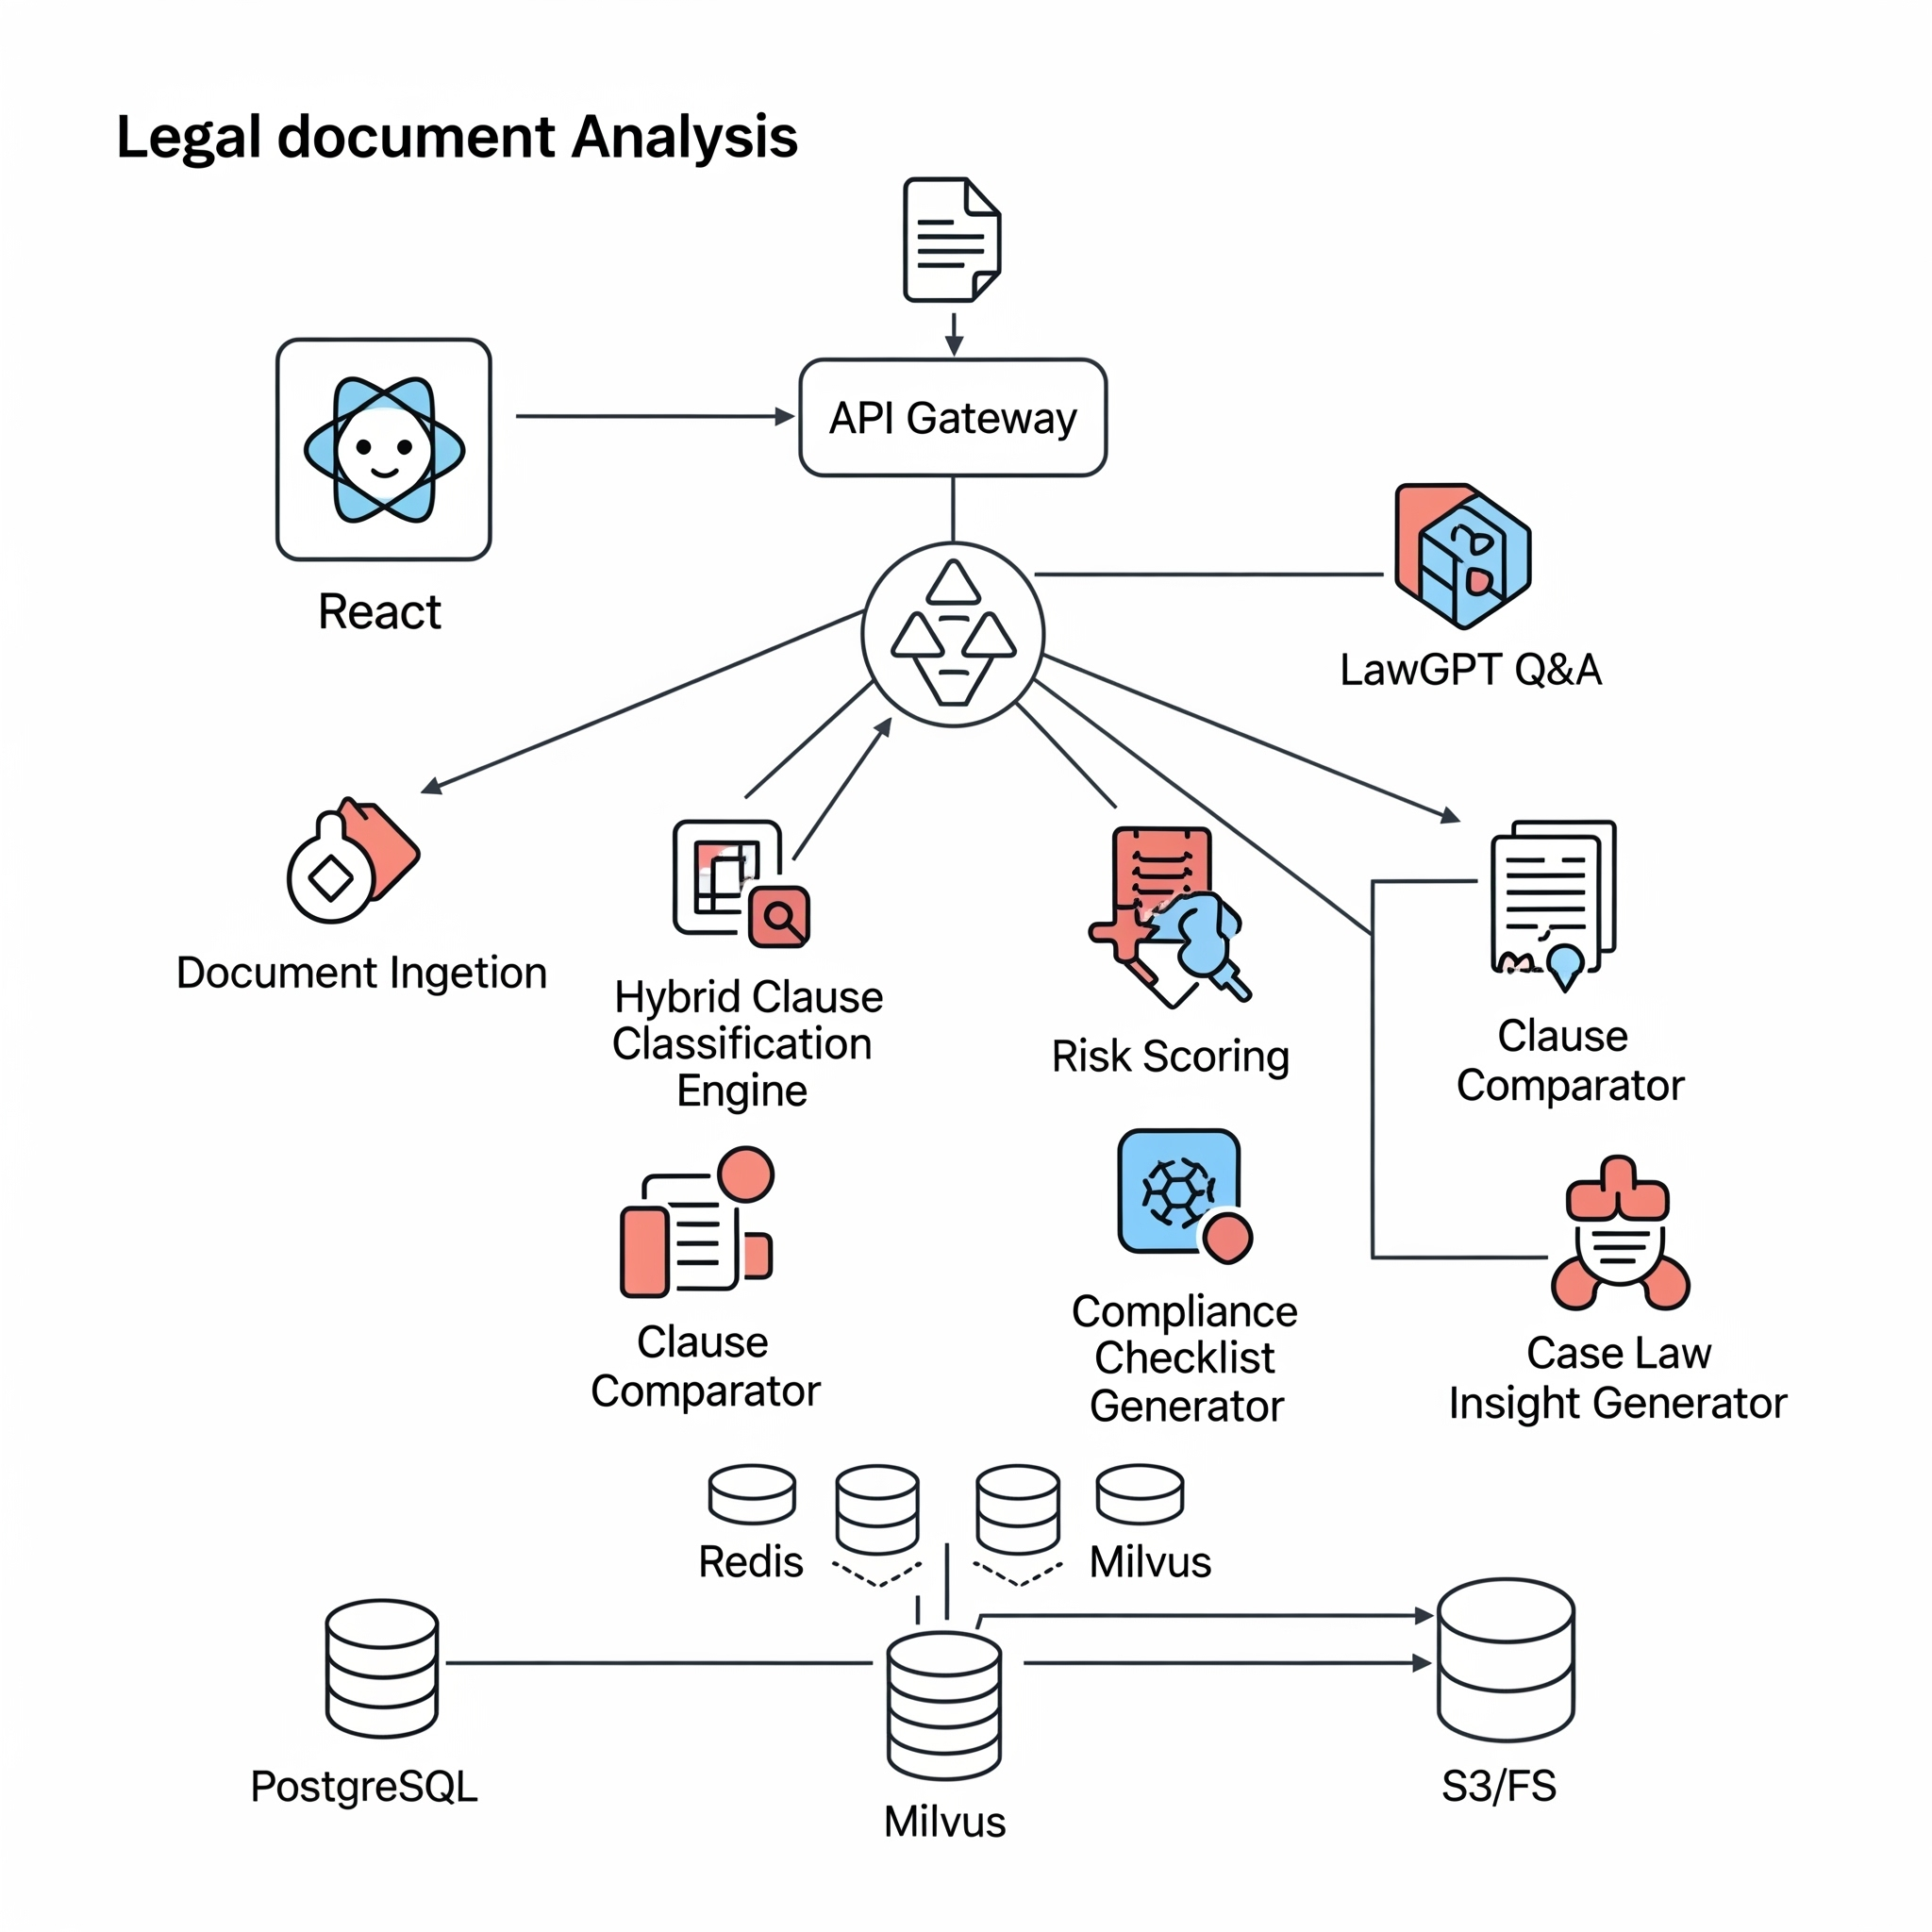 Legal document Analysis
API Gateway
React
LawGPT Q&A
Document Ingetion
Hybrid Clause
Classification
Engine
Risk Scoring
Clause
Comparator
Clause
Comparator
Compliance
Checklist
Generator
Case Law
Insight Generator
Redis
Milvus
PostgreSQL
Milvus
S3/FS